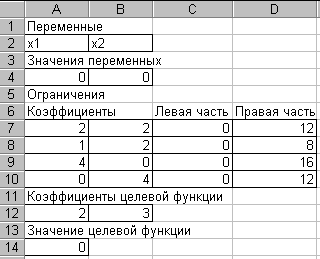 A B C D
1 Переменные
2 x1 x2
3 Значения переменных
4 0 0
5 Ограничения
6 Коэффициенты Левая часть Правая часть
7 2 2 0 12
8 1 2 0 8
9 4 0 0 16
10 0 4 0 12
11 Коэффициенты целевой функции
12 2 3
13 Значение целевой функции
14 0